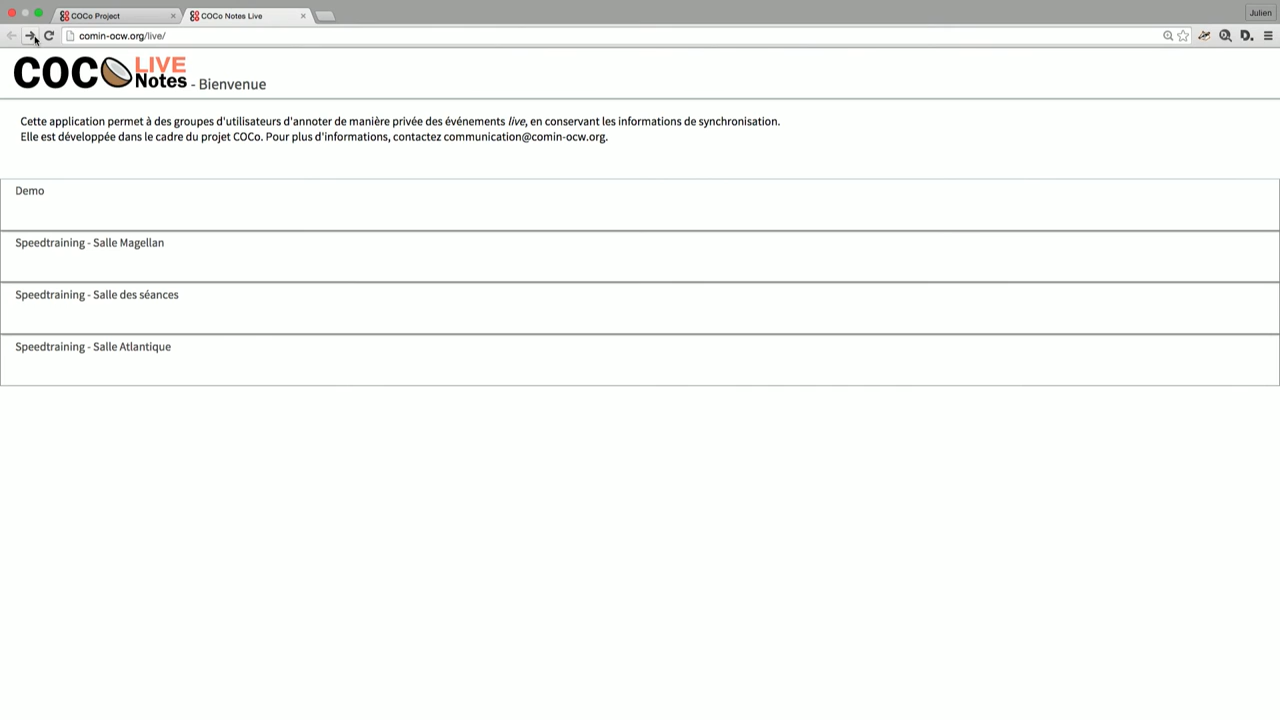 COCo Project
COCo Notes Live
Julien
comin-ocw.org/live/
COCO LIVE Notes - Bienvenue
Cette application permet à des groupes d'utilisateurs d'annoter de manière privée des événements live, en conservant les informations de synchronisation.
Elle est développée dans le cadre du projet COCo. Pour plus d'informations, contactez communication@comin-ocw.org.
Demo
Speedtraining - Salle Magellan
Speedtraining - Salle des séances
Speedtraining - Salle Atlantique